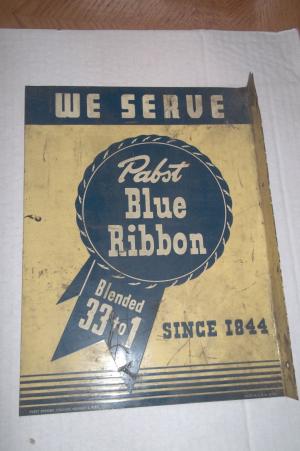 WE SERVE
Pabst
Blue
Ribbon
Blended
33 to 1
SINCE 1844